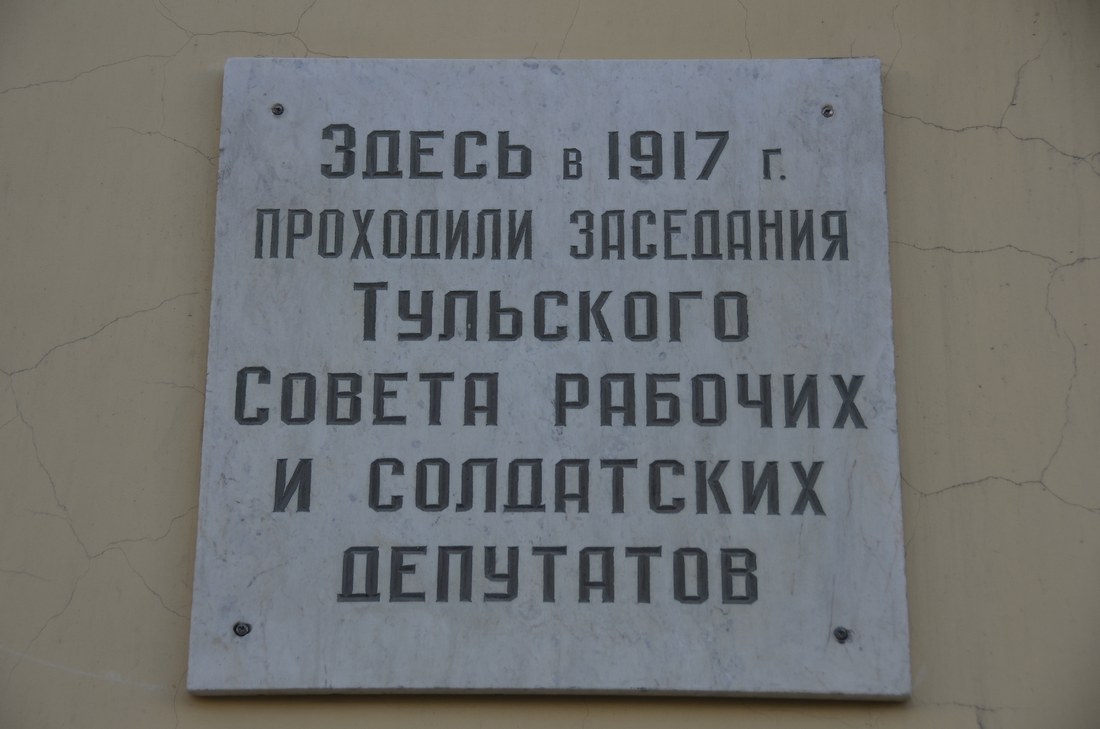 Здесь в 1917 г.
проходили заседания
Тульского
Совета рабочих
и солдатских
депутатов